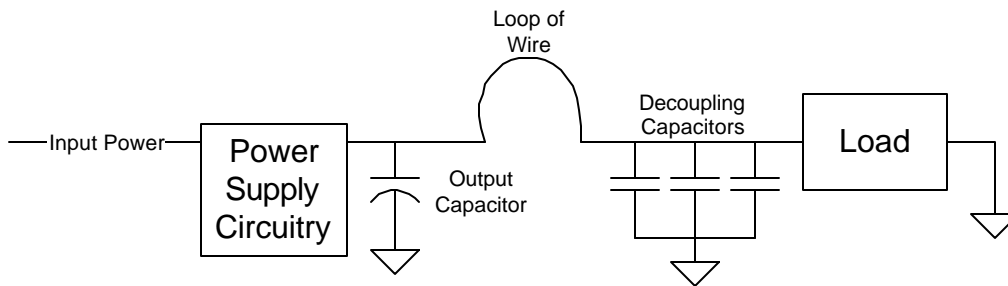 Loop of
Wire
Input Power
Power
Supply
Circuitry
Output
Capacitor
Decoupling
Capacitors
Load